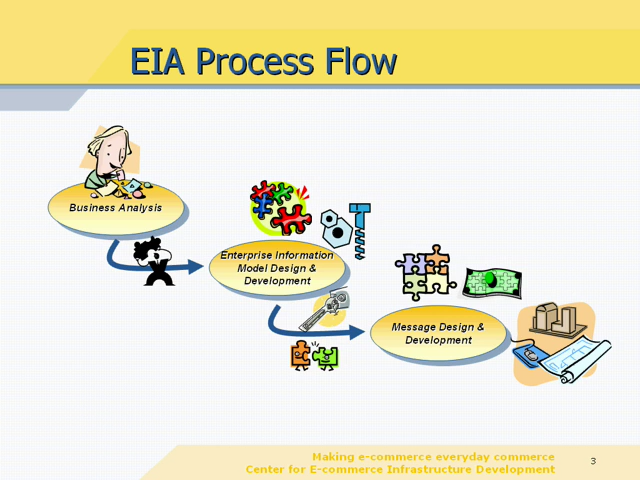 EIA Process Flow
Business Analysis
Enterprise Information
Model Design &
Development
Message Design &
Development
Making e-commerce everyday commerce
Center for E-commerce Infrastructure Development
3